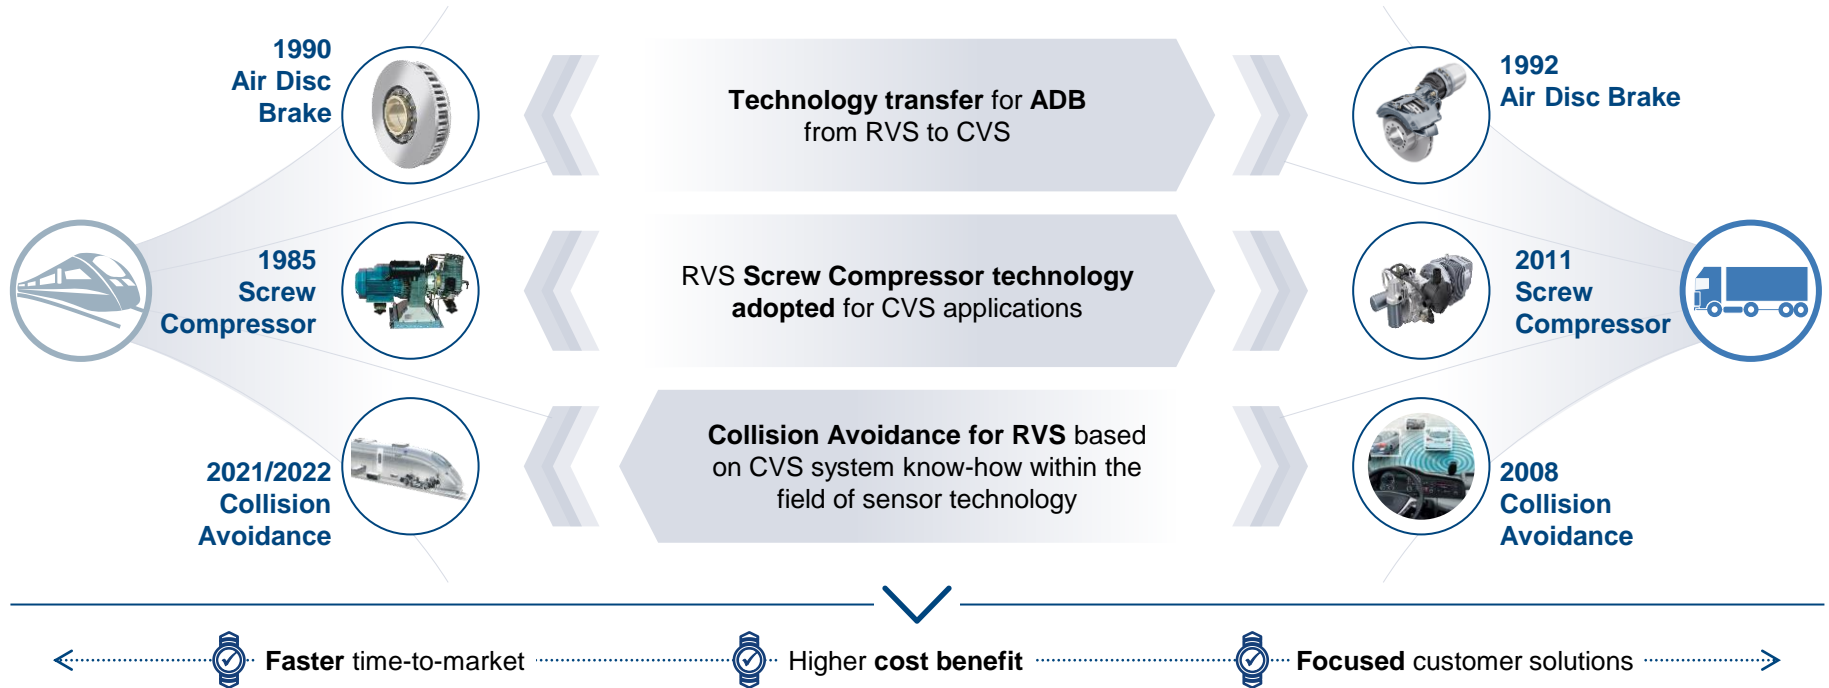 1990
Air Disc
Brake
Technology transfer for ADB
from RVS to CVS
1992
Air Disc Brake
1985
Screw
Compressor
RVS Screw Compressor technology
adopted for CVS applications
2011
Screw
Compressor
2021/2022
Collision
Avoidance
Collision Avoidance for RVS based
on CVS system know-how within the
field of sensor technology
2008
Collision
Avoidance
Faster time-to-market
Higher cost benefit
Focused customer solutions